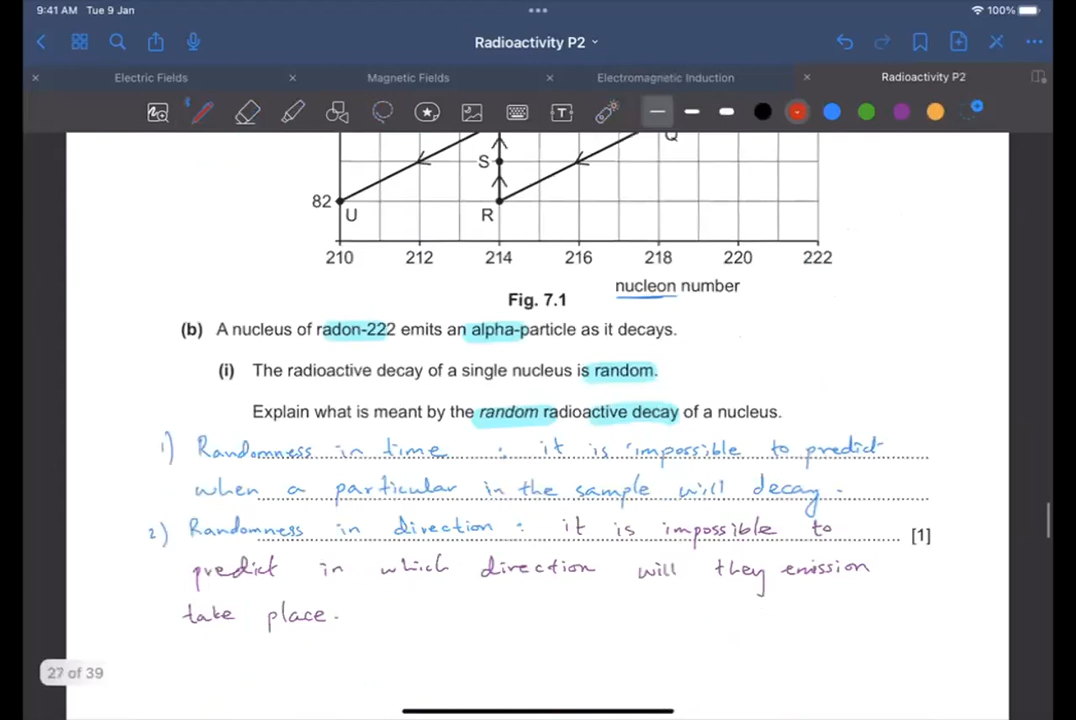 9:41 AM Tue 9 Jan
100%
Radioactivity P2
Electric Fields
Magnetic Fields
Electromagnetic Induction
Radioactivity P2
Q
S
82
U
R
210 212 214 216 218 220 222
nucleon number
Fig. 7.1
(b) A nucleus of radon-222 emits an alpha-particle as it decays.
(i) The radioactive decay of a single nucleus is random.
Explain what is meant by the random radioactive decay of a nucleus.
1) Randomness in time : it is impossible to predict
when a particular in the sample will decay.
2) Randomness in direction : it is impossible to [1]
predict in which direction will they emission
take place.
27 of 39